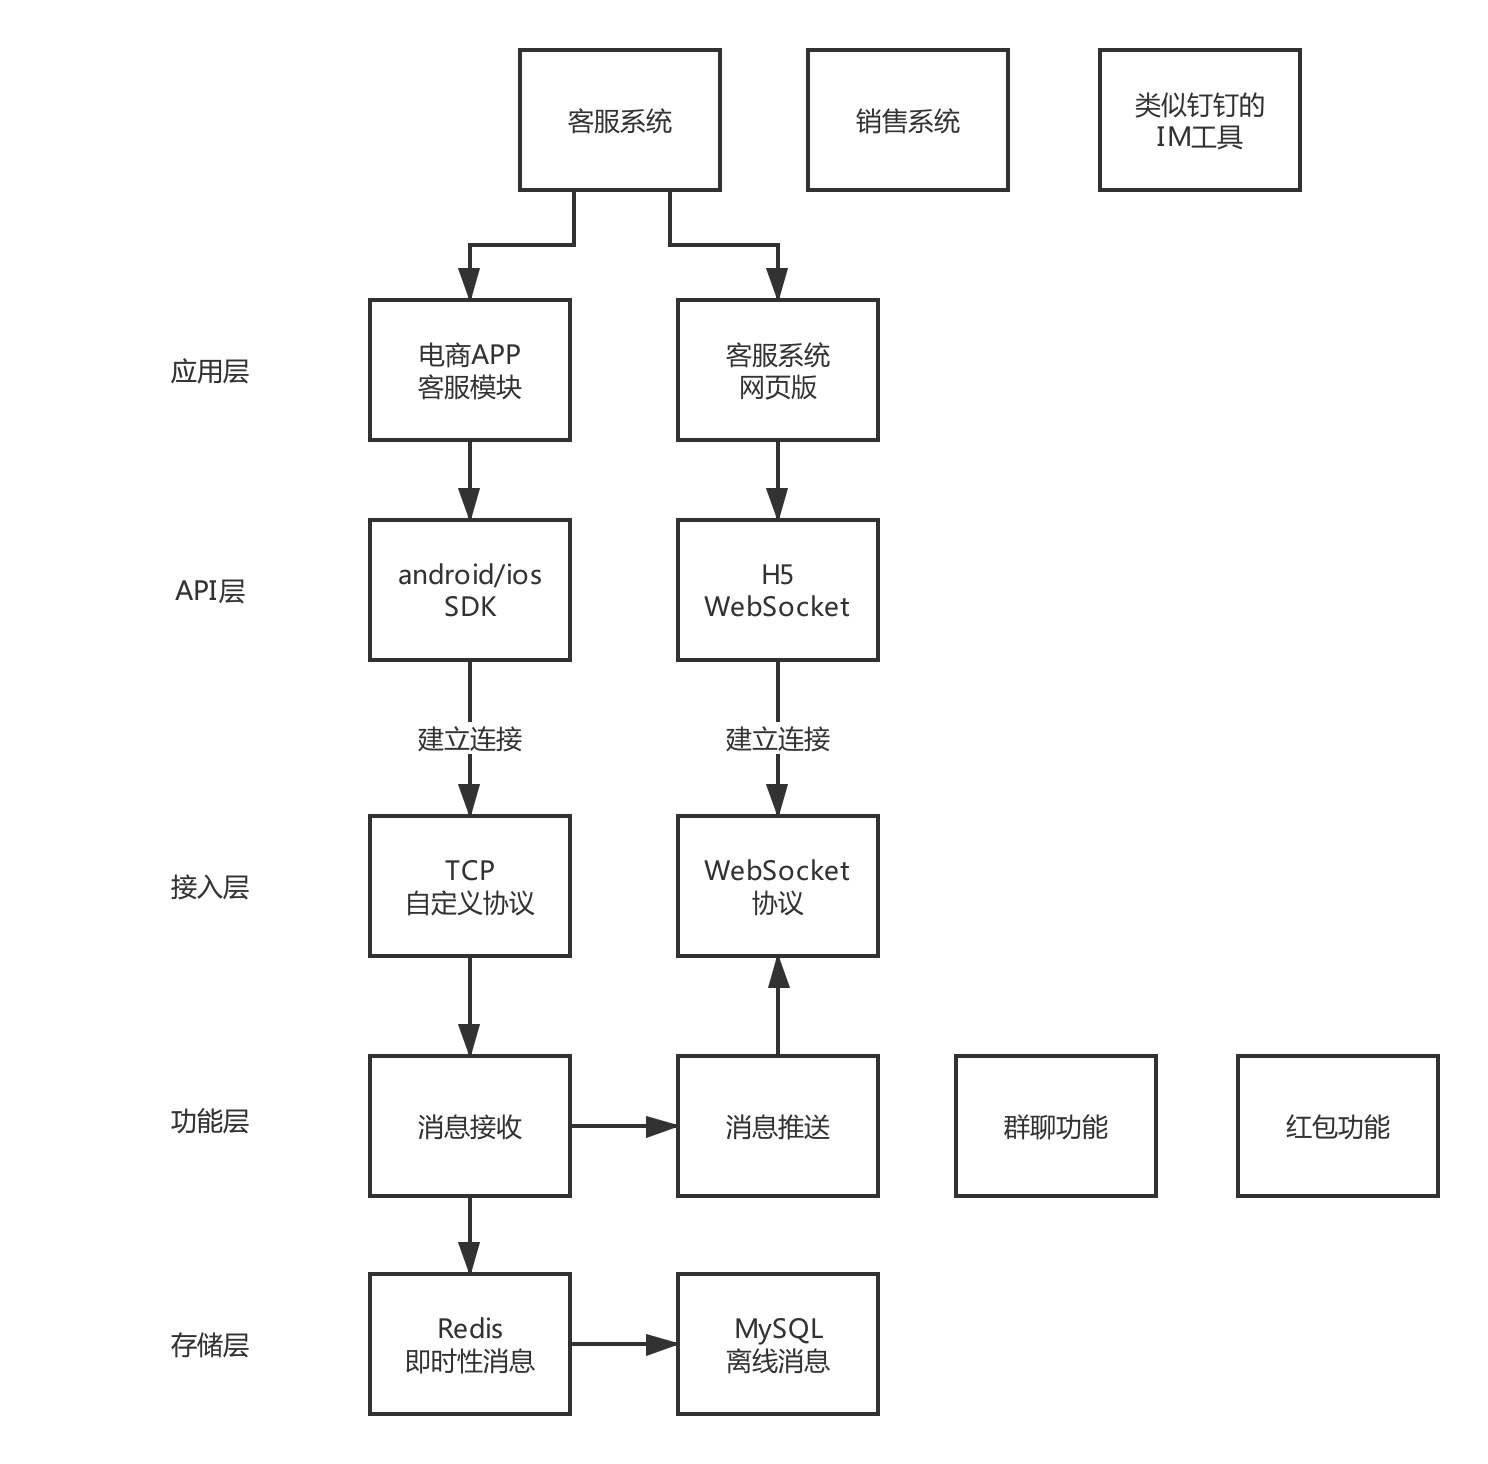 客服系统
销售系统
类似钉钉的
IM工具
应用层
电商APP
客服模块
客服系统
网页版
API层
android/ios
SDK
H5
WebSocket
建立连接
建立连接
接入层
TCP
自定义协议
WebSocket
协议
功能层
消息接收
消息推送
群聊功能
红包功能
存储层
Redis
即时性消息
MySQL
离线消息